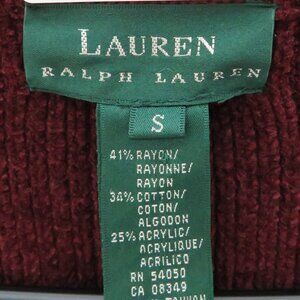 LAUREN
RALPH LAUREN
S
41% RAYON/
RAYONNE/
RAYON
34% COTTON/
COTON/
ALGODON
25% ACRYLIC/
ACRYLIQUE/
ACRILICO
RN 54050
CA 08349
TAIWAN